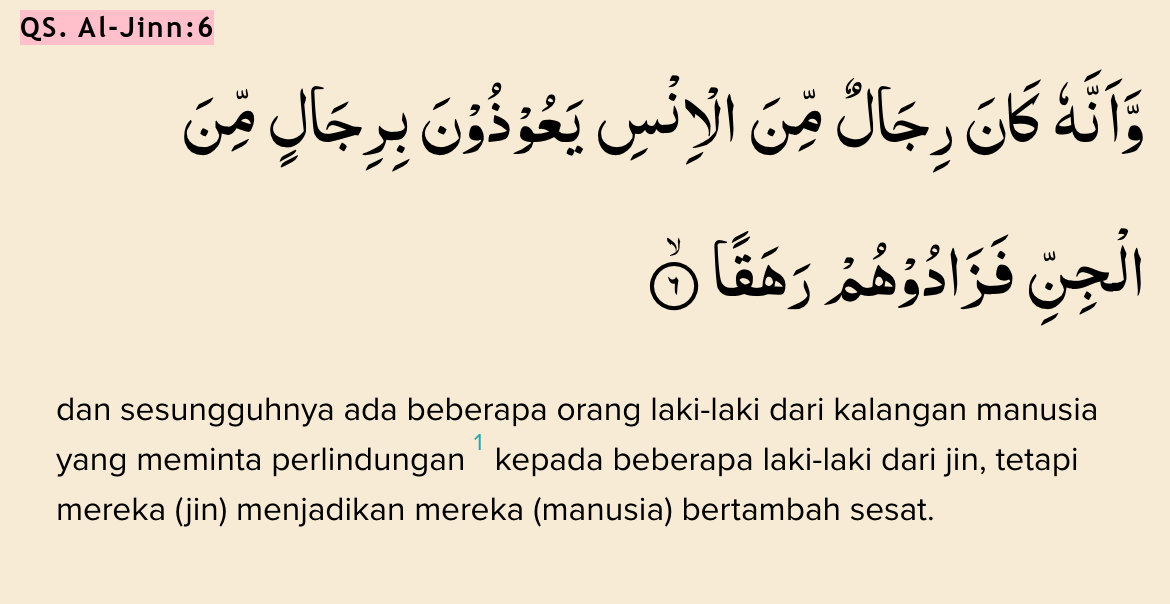 QS. Al-Jinn:6
وَّاَنَّهٗ كَانَ رِجَالٌ مِّنَ الْاِنْسِ يَعُوْذُوْنَ بِرِجَالٍ مِّنَ
الْجِنِّ فَزَادُوْهُمْ رَهَقًاۙ ٦
dan sesungguhnya ada beberapa orang laki-laki dari kalangan manusia
yang meminta perlindungan 1 kepada beberapa laki-laki dari jin, tetapi
mereka (jin) menjadikan mereka (manusia) bertambah sesat.